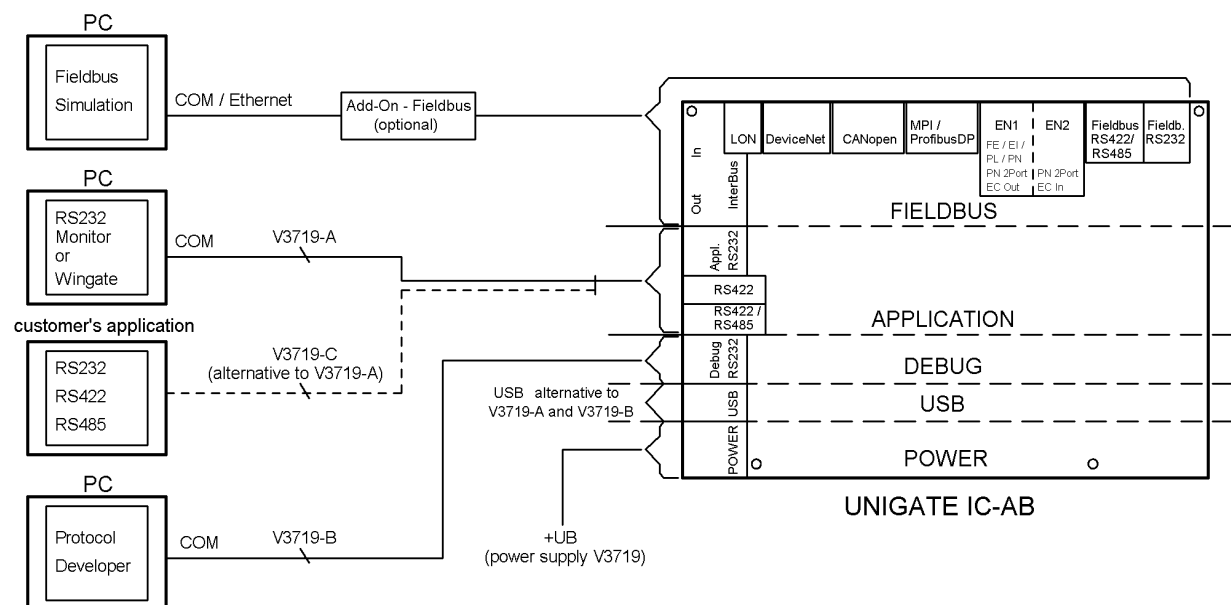 PC
Fieldbus
Simulation
COM / Ethernet
Add-On - Fieldbus
(optional)
PC
RS232
Monitor
or
Wingate
COM
V3719-A
customer's application
RS232
RS422
RS485
V3719-C
(alternative to V3719-A)
PC
Protocol
Developer
COM
V3719-B
USB alternative to
V3719-A and V3719-B
+UB
(power supply V3719)
In
Out
LON
InterBus
DeviceNet
CANopen
MPI /
ProfibusDP
EN1
FE / EI /
PL / PN
PN 2Port
EC Out
EN2
PN 2Port
EC In
Fieldbus
RS422/
RS485
Fieldb.
RS232
FIELDBUS
Appl.
RS232
RS422
RS422 /
RS485
APPLICATION
Debug
RS232
DEBUG
USB
USB
POWER
POWER
UNIGATE IC-AB